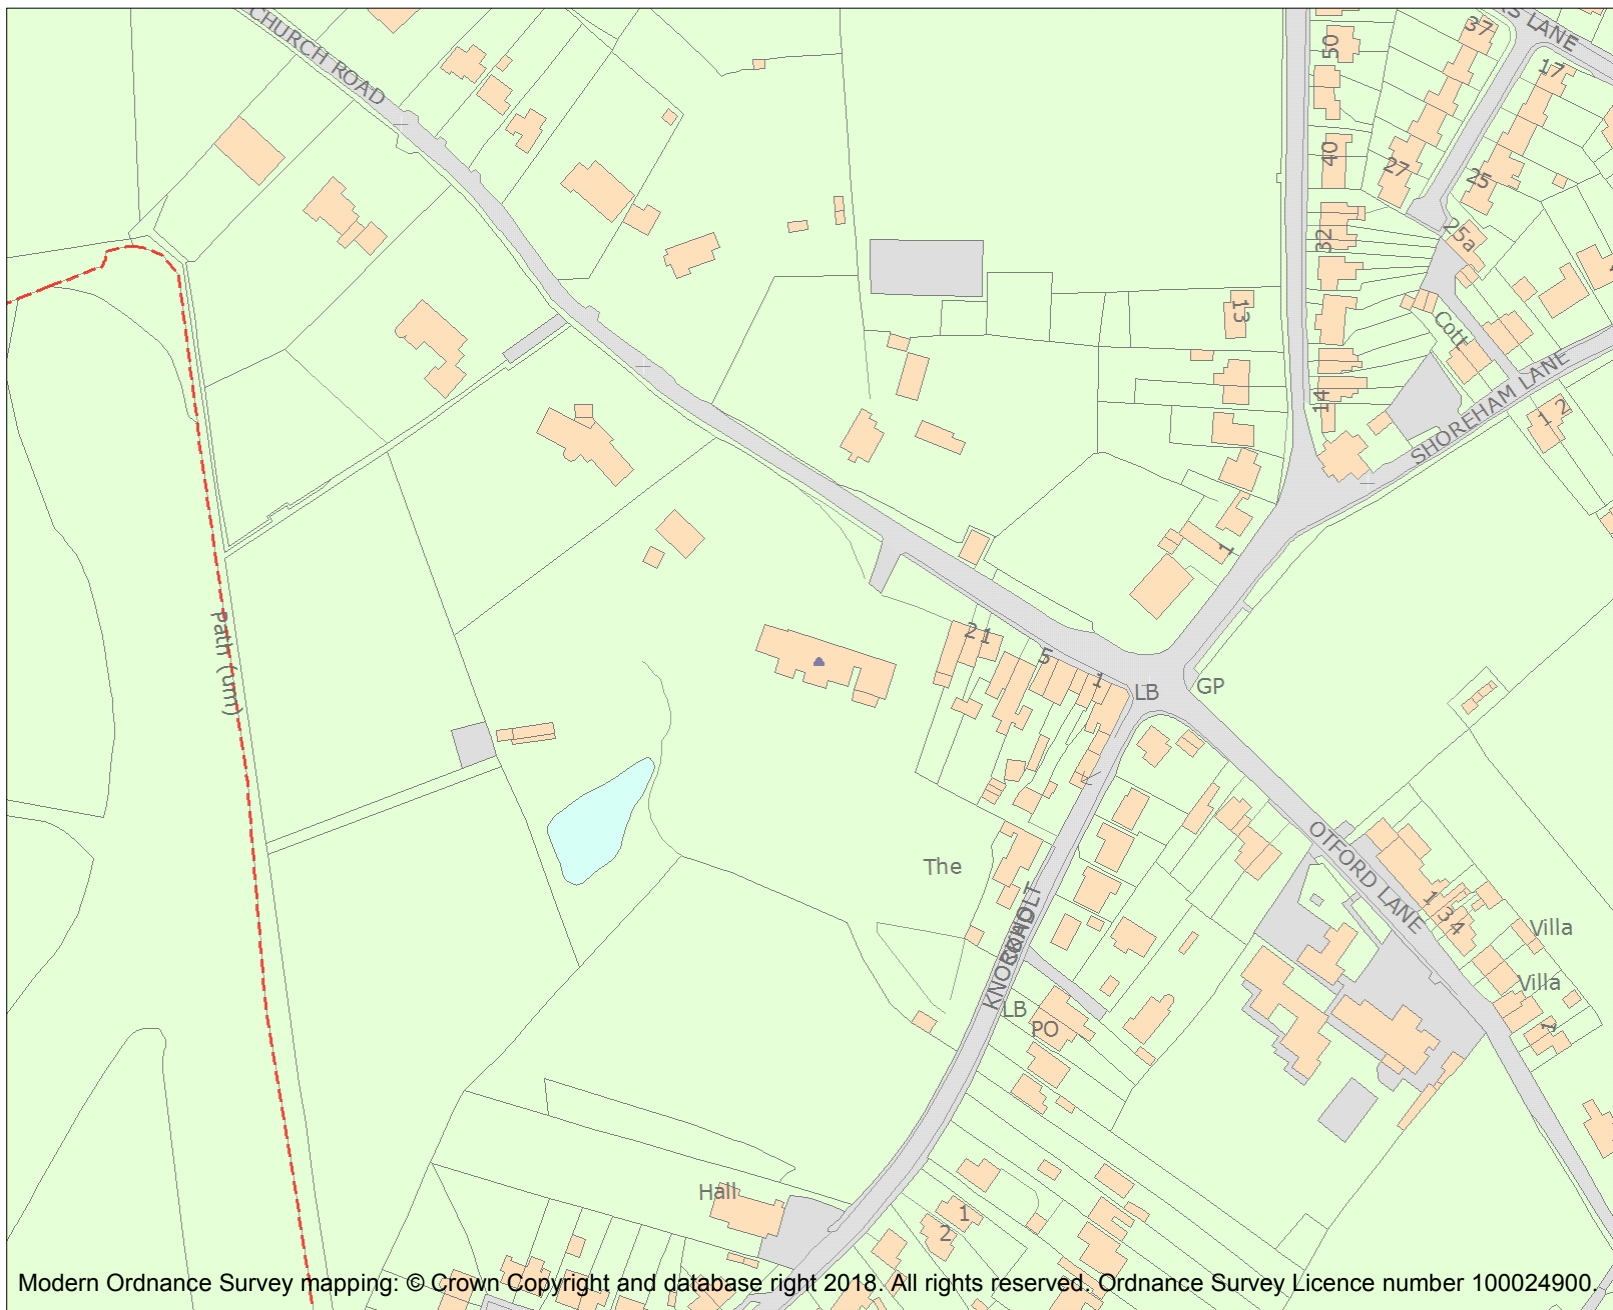 CHURCH ROAD
S LANE
37
50
17
40
27
25
32
25a
13
Cott
14
SHOREHAM LANE
1 2
1
2 1
5
1
LB
GP
Path (um)
The
OTFORD LANE
1
3 4
Villa
Villa
1
KNOCKHOLT
ROAD
LB
PO
Hall
1
2
Modern Ordnance Survey mapping: © Crown Copyright and database right 2018. All rights reserved. Ordnance Survey Licence number 100024900.